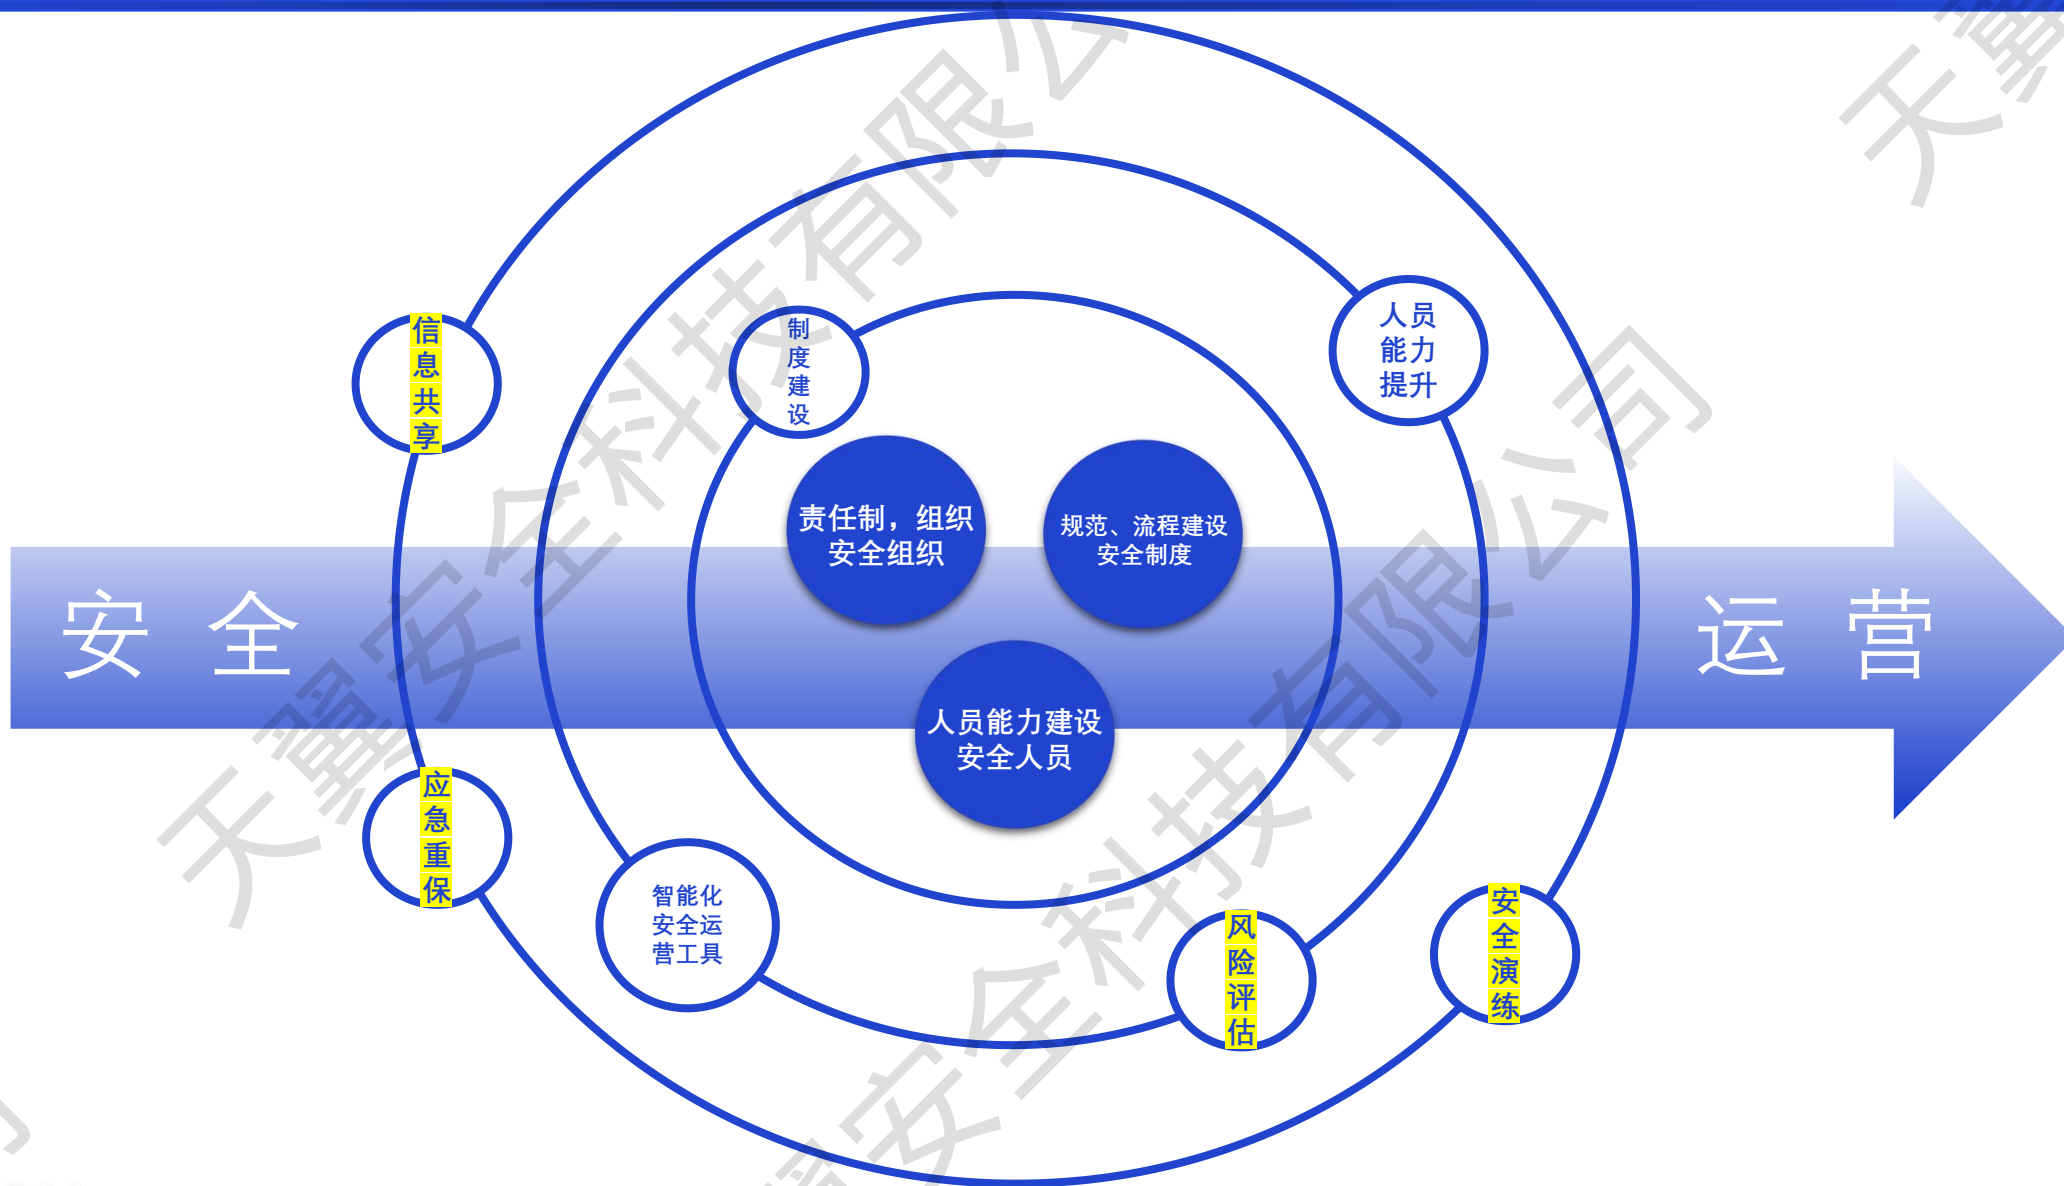 信
息
共
享
制
度
建
设
人员
能力
提升
责任制，组织
安全组织
规范、流程建设
安全制度
安 全
运 营
人员能力建设
安全人员
应
急
重
保
智能化
安全运
营工具
风
险
评
估
安
全
演
练
天翼安全科技有限公
翼安全科技有限公司
天翼
司